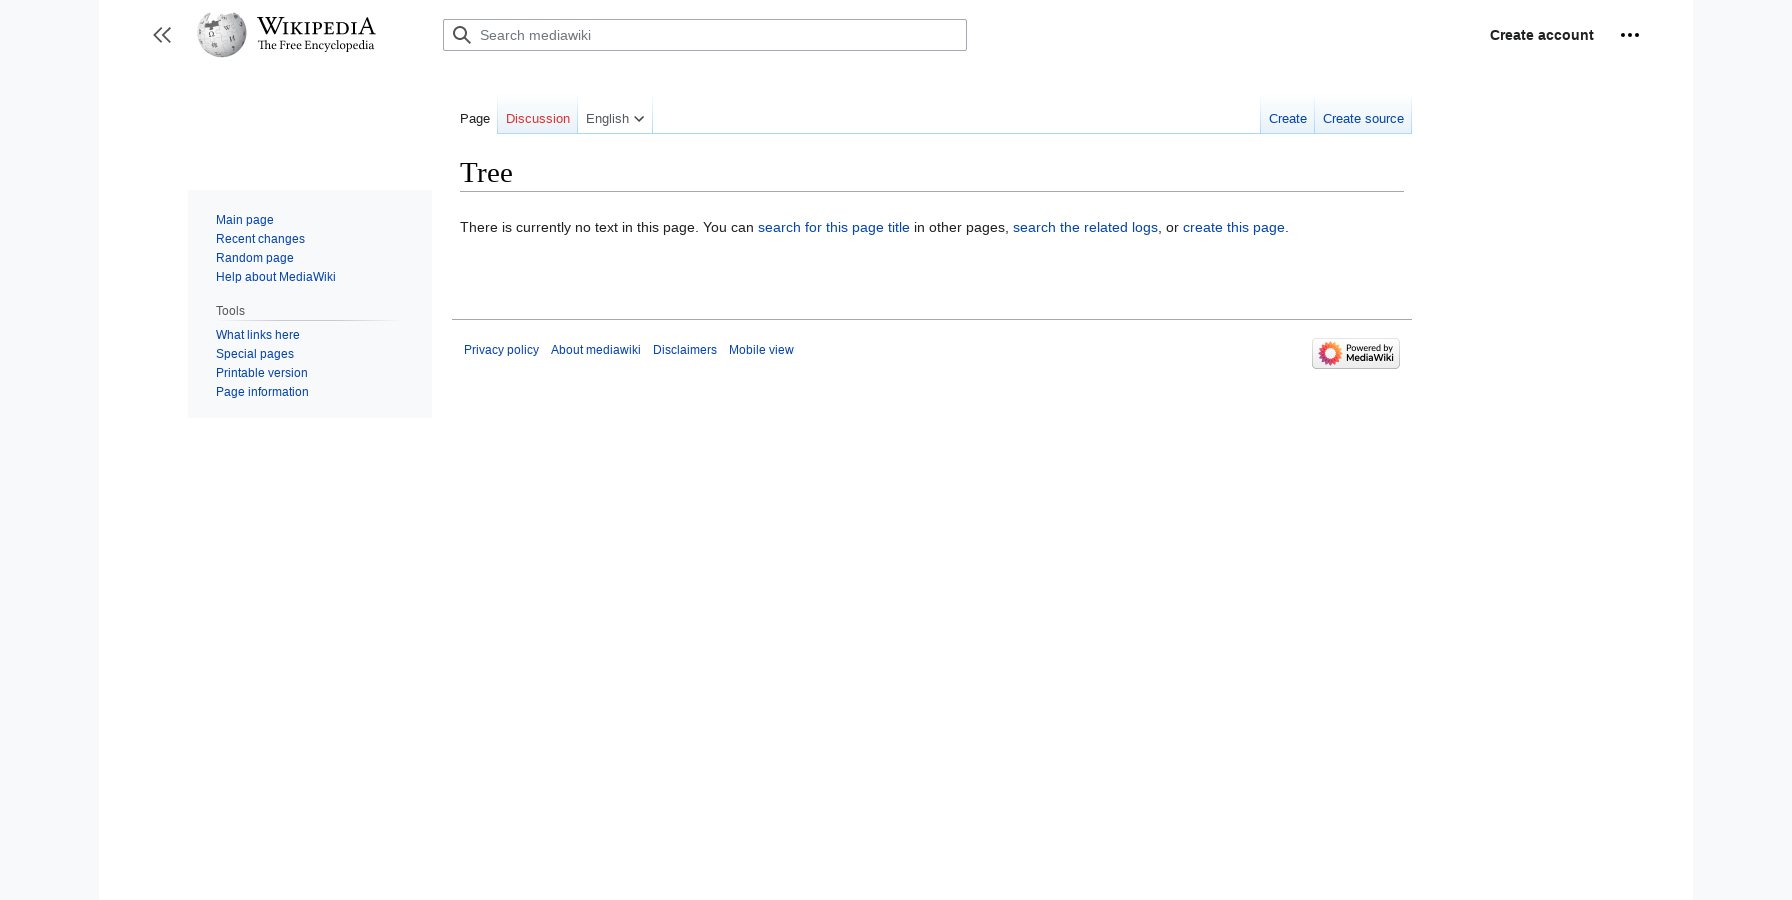 WIKIPEDIA
The Free Encyclopedia
Search mediawiki
Create account
Page
Discussion
English
Create
Create source
Tree
There is currently no text in this page. You can search for this page title in other pages, search the related logs, or create this page.
Main page
Recent changes
Random page
Help about MediaWiki
Tools
What links here
Special pages
Printable version
Page information
Privacy policy
About mediawiki
Disclaimers
Mobile view
Powered by
MediaWiki